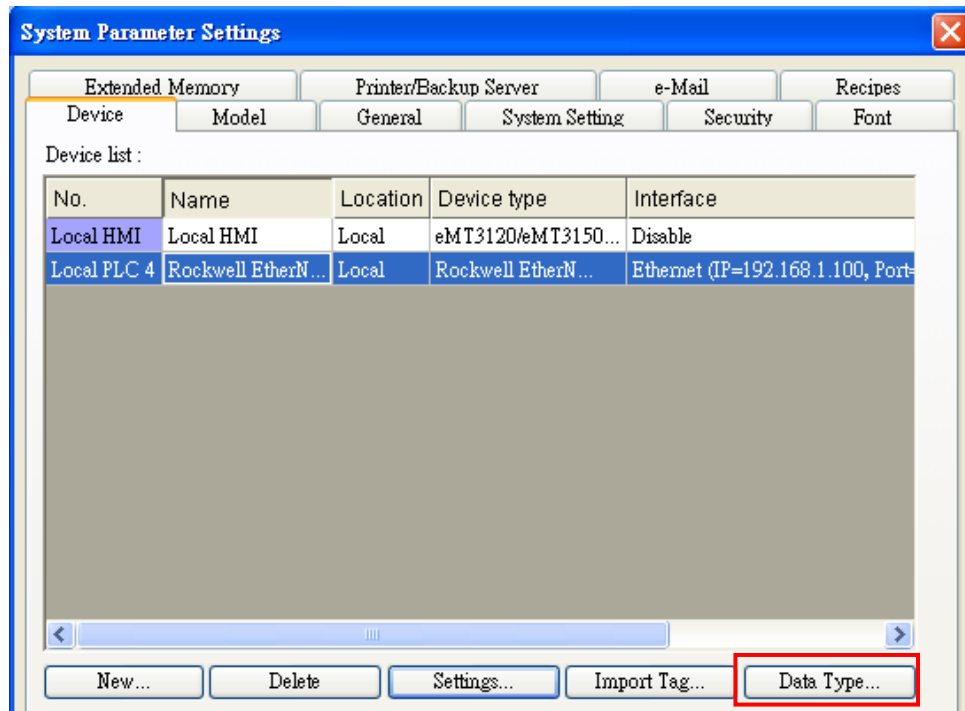 System Parameter Settings
Extended Memory Printer/Backup Server e-Mail Recipes
Device Model General System Setting Security Font
Device list :
No. Name Location Device type Interface
Local HMI Local HMI Local eMT3120/eMT3150... Disable
Local PLC 4 Rockwell EtherN... Local Rockwell EtherN... Ethernet (IP=192.168.1.100, Port=
New... Delete Settings... Import Tag... Data Type...